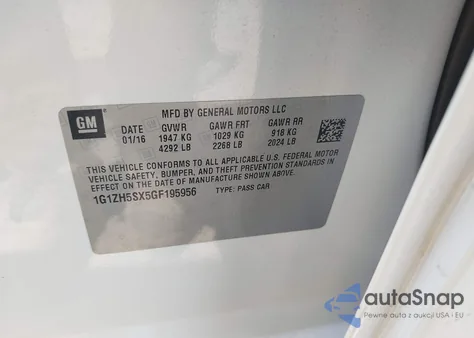 GM
MFD BY GENERAL MOTORS LLC
DATE GVWR GAWR FRT GAWR RR
01/16 1947 KG 1029 KG 918 KG
4292 LB 2268 LB 2024 LB
THIS VEHICLE CONFORMS TO ALL APPLICABLE U.S. FEDERAL MOTOR
VEHICLE SAFETY, BUMPER, AND THEFT PREVENTION STANDARDS IN
EFFECT ON THE DATE OF MANUFACTURE SHOWN ABOVE.
1G1ZH5SX5GF195956 TYPE: PASS CAR
autaSnap
Pewne auta z aukcji USA i EU